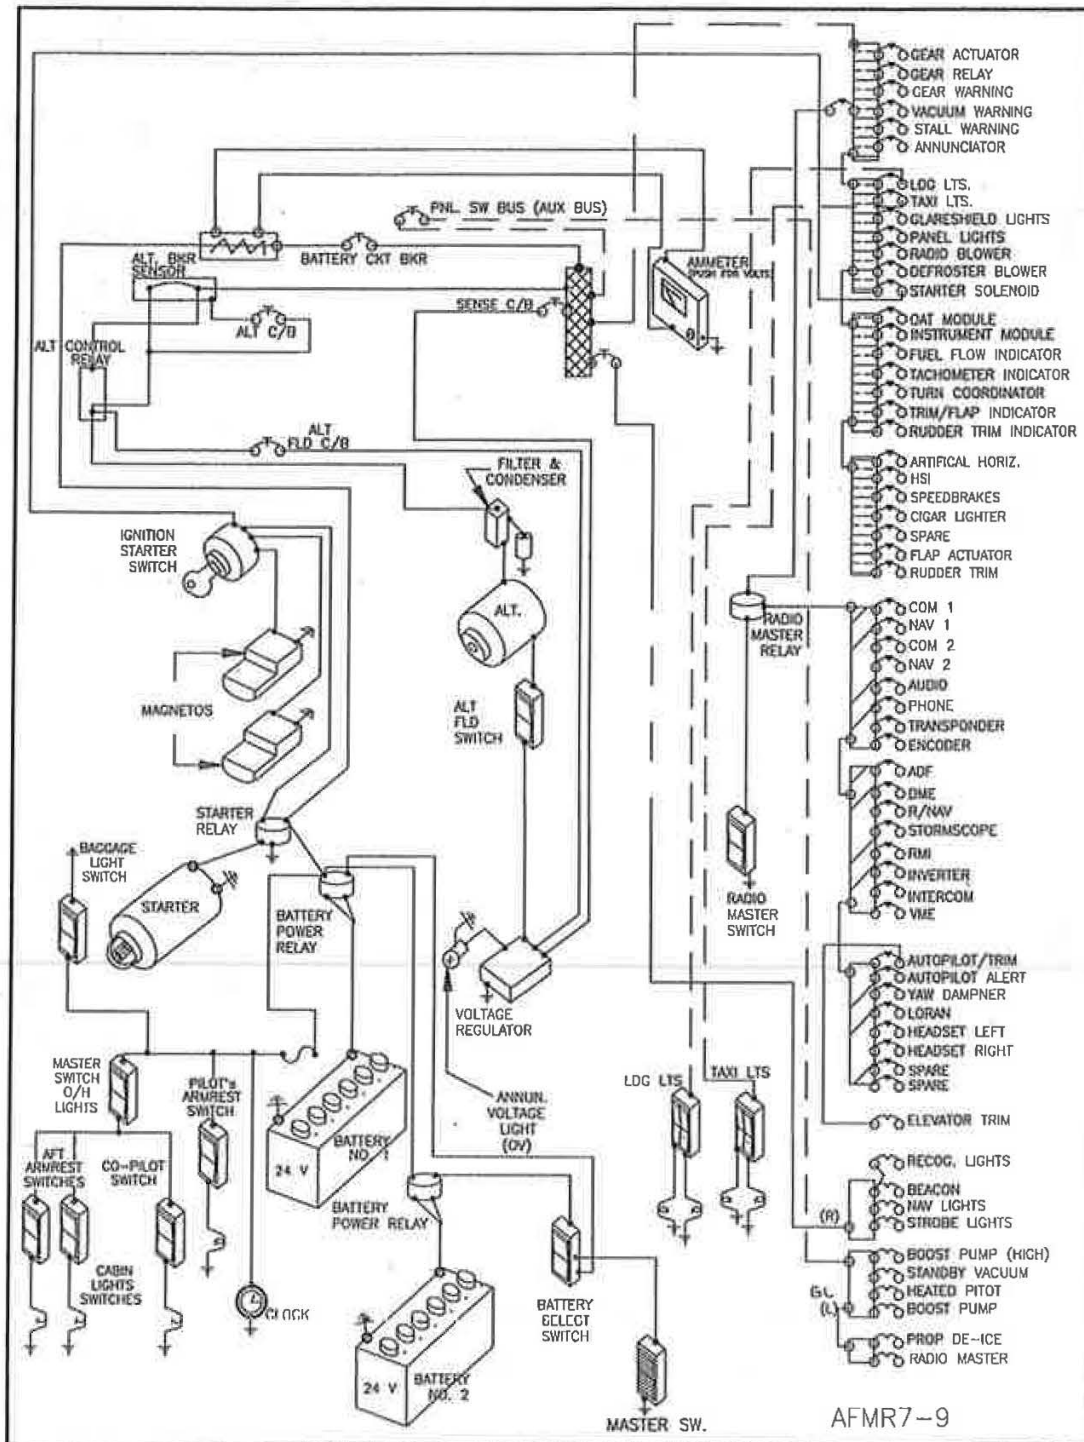 GEAR ACTUATOR
GEAR RELAY
GEAR WARNING
VACUUM WARNING
STALL WARNING
ANNUNCIATOR
LDG LTS.
TAXI LTS.
GLARESHIELD LIGHTS
PANEL LIGHTS
RADIO BLOWER
DEFROSTER BLOWER
STARTER SOLENOID
OAT MODULE
INSTRUMENT MODULE
FUEL FLOW INDICATOR
TACHOMETER INDICATOR
TURN COORDINATOR
TRIM/FLAP INDICATOR
RUDDER TRIM INDICATOR
ARTIFICAL HORIZ.
HSI
SPEEDBRAKES
CIGAR LIGHTER
SPARE
FLAP ACTUATOR
RUDDER TRIM
COM 1
NAV 1
COM 2
NAV 2
AUDIO
PHONE
TRANSPONDER
ENCODER
ADF
DME
R/NAV
STORMSCOPE
RMI
INVERTER
INTERCOM
VME
AUTOPILOT/TRIM
AUTOPILOT ALERT
YAW DAMPNER
LORAN
HEADSET LEFT
HEADSET RIGHT
SPARE
SPARE
ELEVATOR TRIM
RECOG. LIGHTS
BEACON
NAV LIGHTS
STROBE LIGHTS
(R)
BOOST PUMP (HIGH)
STANDBY VACUUM
HEATED PITOT
BOOST PUMP
(L)
PROP DE-ICE
RADIO MASTER
PNL. SW BUS (AUX BUS)
BATTERY CKT BKR
ALT. BKR
SENSOR
ALT C/B
SENSE C/B
AMMETER
(PUSH FOR VOLTS)
ALT CONTROL
RELAY
ALT
FLD C/B
FILTER &
CONDENSER
IGNITION
STARTER
SWITCH
ALT.
RADIO
MASTER
RELAY
MAGNETOS
ALT
FLD
SWITCH
STARTER
RELAY
BAGGAGE
LIGHT
SWITCH
STARTER
BATTERY
POWER
RELAY
RADIO
MASTER
SWITCH
VOLTAGE
REGULATOR
MASTER
SWITCH
O/H
LIGHTS
PILOT's
ARMREST
SWITCH
ANNUN.
VOLTAGE
LIGHT
(OV)
LDG LTS
TAXI LTS
BATTERY
NO. 1
24 V
AFT
ARMREST
SWITCHES
CO-PILOT
SWITCH
BATTERY
POWER RELAY
CABIN
LIGHTS
SWITCHES
CLOCK
BATTERY
SELECT
SWITCH
BATTERY
NO. 2
24 V
MASTER SW.
AFMR7-9